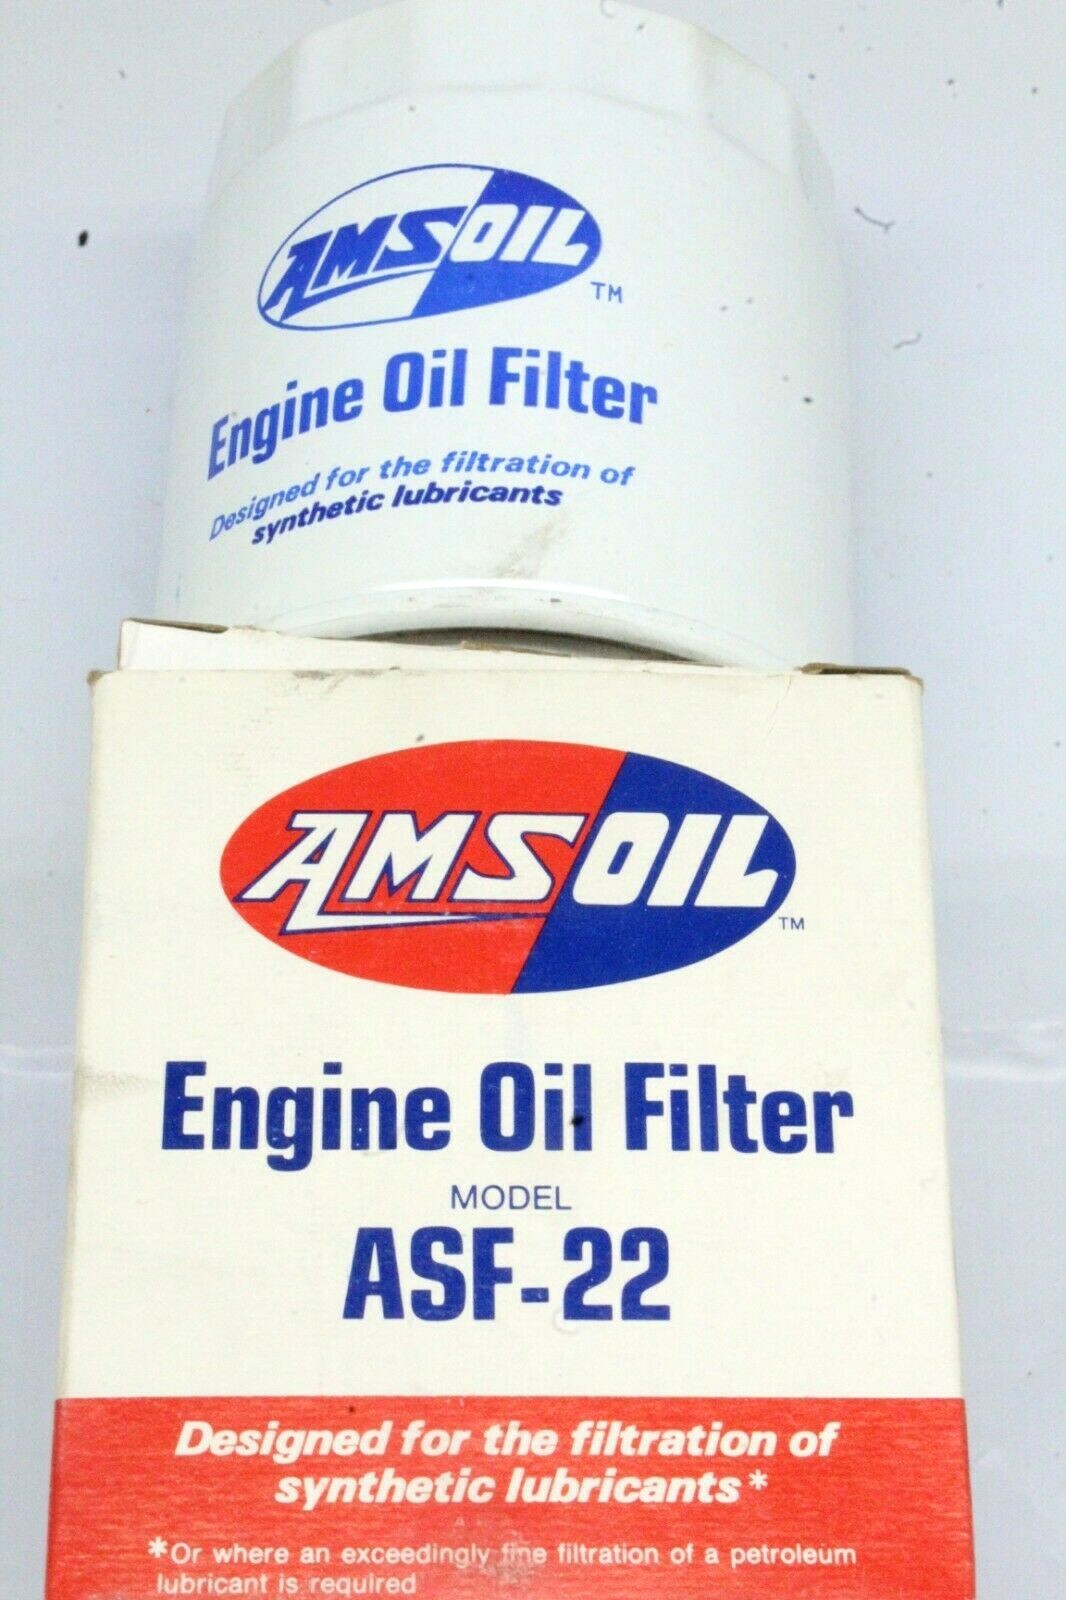 AMSOIL
TM
Engine Oil Filter
Designed for the filtration of
synthetic lubricants
AMSOIL
TM
Engine Oil Filter
MODEL
ASF-22
Designed for the filtration of
synthetic lubricants*
*Or where an exceedingly fine filtration of a petroleum
lubricant is required